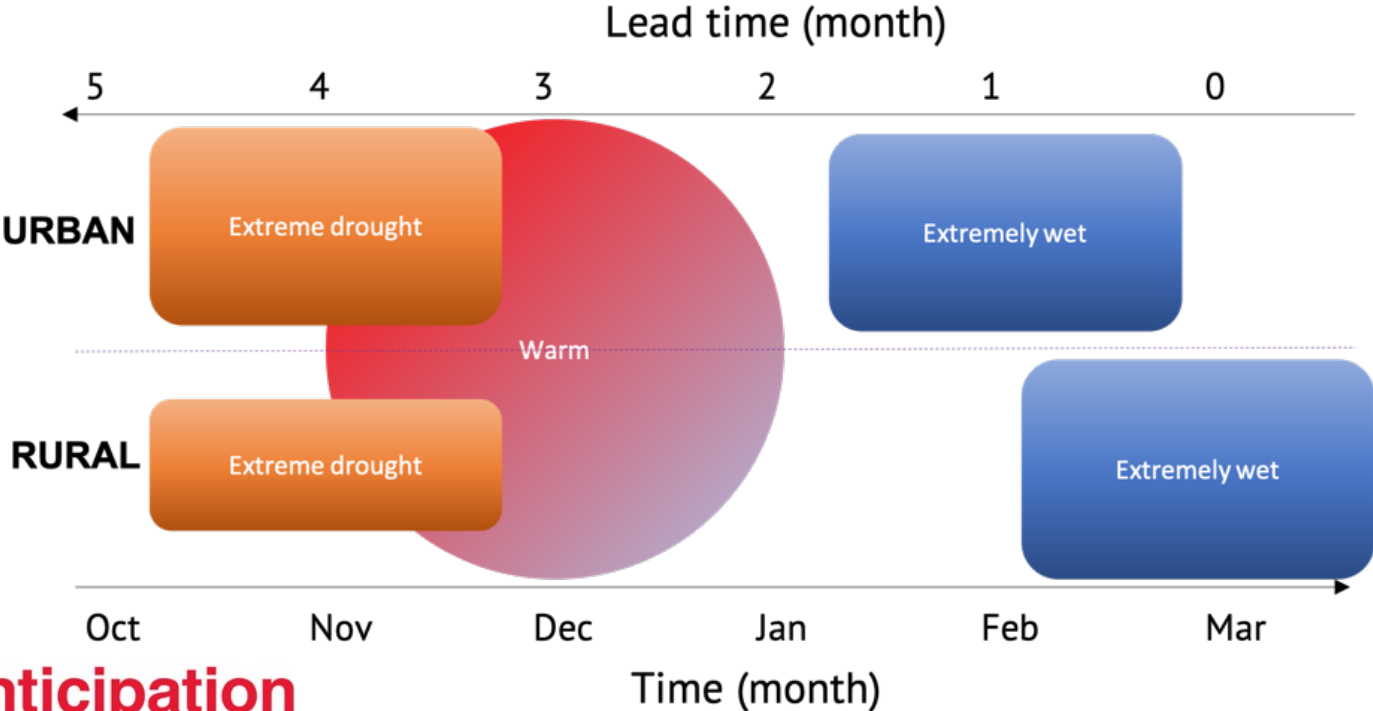 Lead time (month)
5 4 3 2 1 0
URBAN
Extreme drought
Extremely wet
Warm
RURAL
Extreme drought
Extremely wet
Oct Nov Dec Jan Feb Mar
nticipation
Time (month)